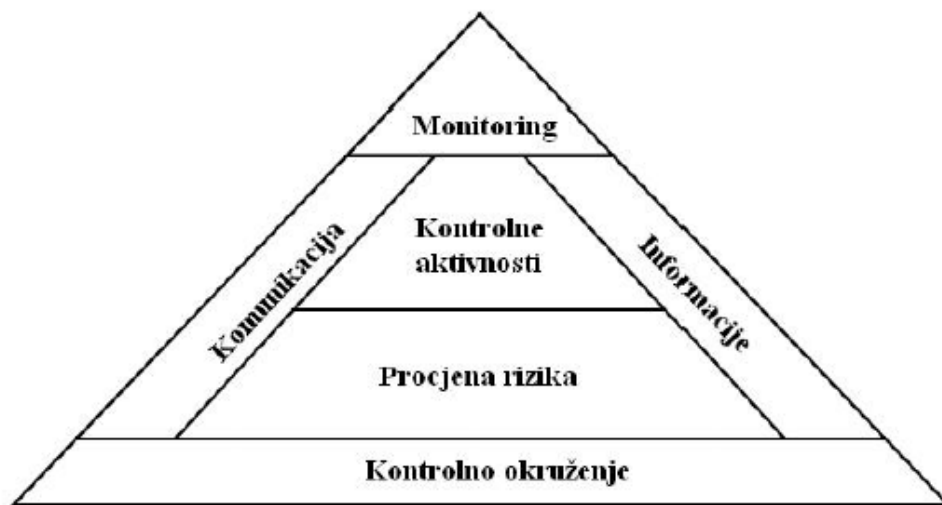 Monitoring
Kontrolne
aktivnosti
Komunikacija
Informacije
Procjena rizika
Kontrolno okruženje